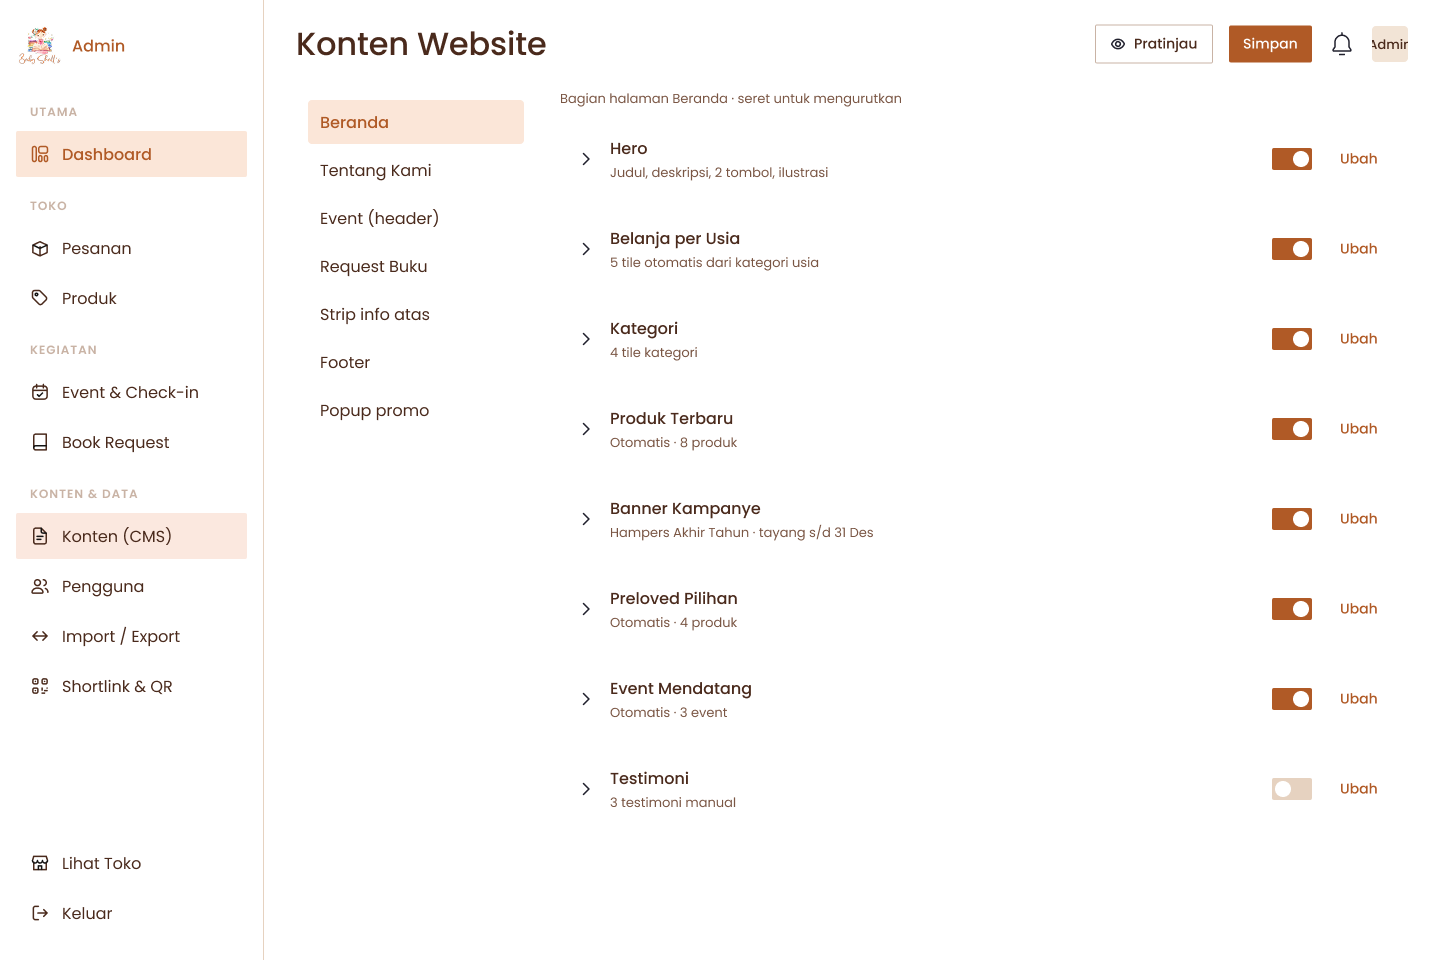 Baby Shelf's
Admin
UTAMA
Dashboard
TOKO
Pesanan
Produk
KEGIATAN
Event & Check-in
Book Request
KONTEN & DATA
Konten (CMS)
Pengguna
Import / Export
Shortlink & QR
Lihat Toko
Keluar
Konten Website
Pratinjau
Simpan
Admin
Beranda
Tentang Kami
Event (header)
Request Buku
Strip info atas
Footer
Popup promo
Bagian halaman Beranda · seret untuk mengurutkan
Hero
Judul, deskripsi, 2 tombol, ilustrasi
Ubah
Belanja per Usia
5 tile otomatis dari kategori usia
Ubah
Kategori
4 tile kategori
Ubah
Produk Terbaru
Otomatis · 8 produk
Ubah
Banner Kampanye
Hampers Akhir Tahun · tayang s/d 31 Des
Ubah
Preloved Pilihan
Otomatis · 4 produk
Ubah
Event Mendatang
Otomatis · 3 event
Ubah
Testimoni
3 testimoni manual
Ubah